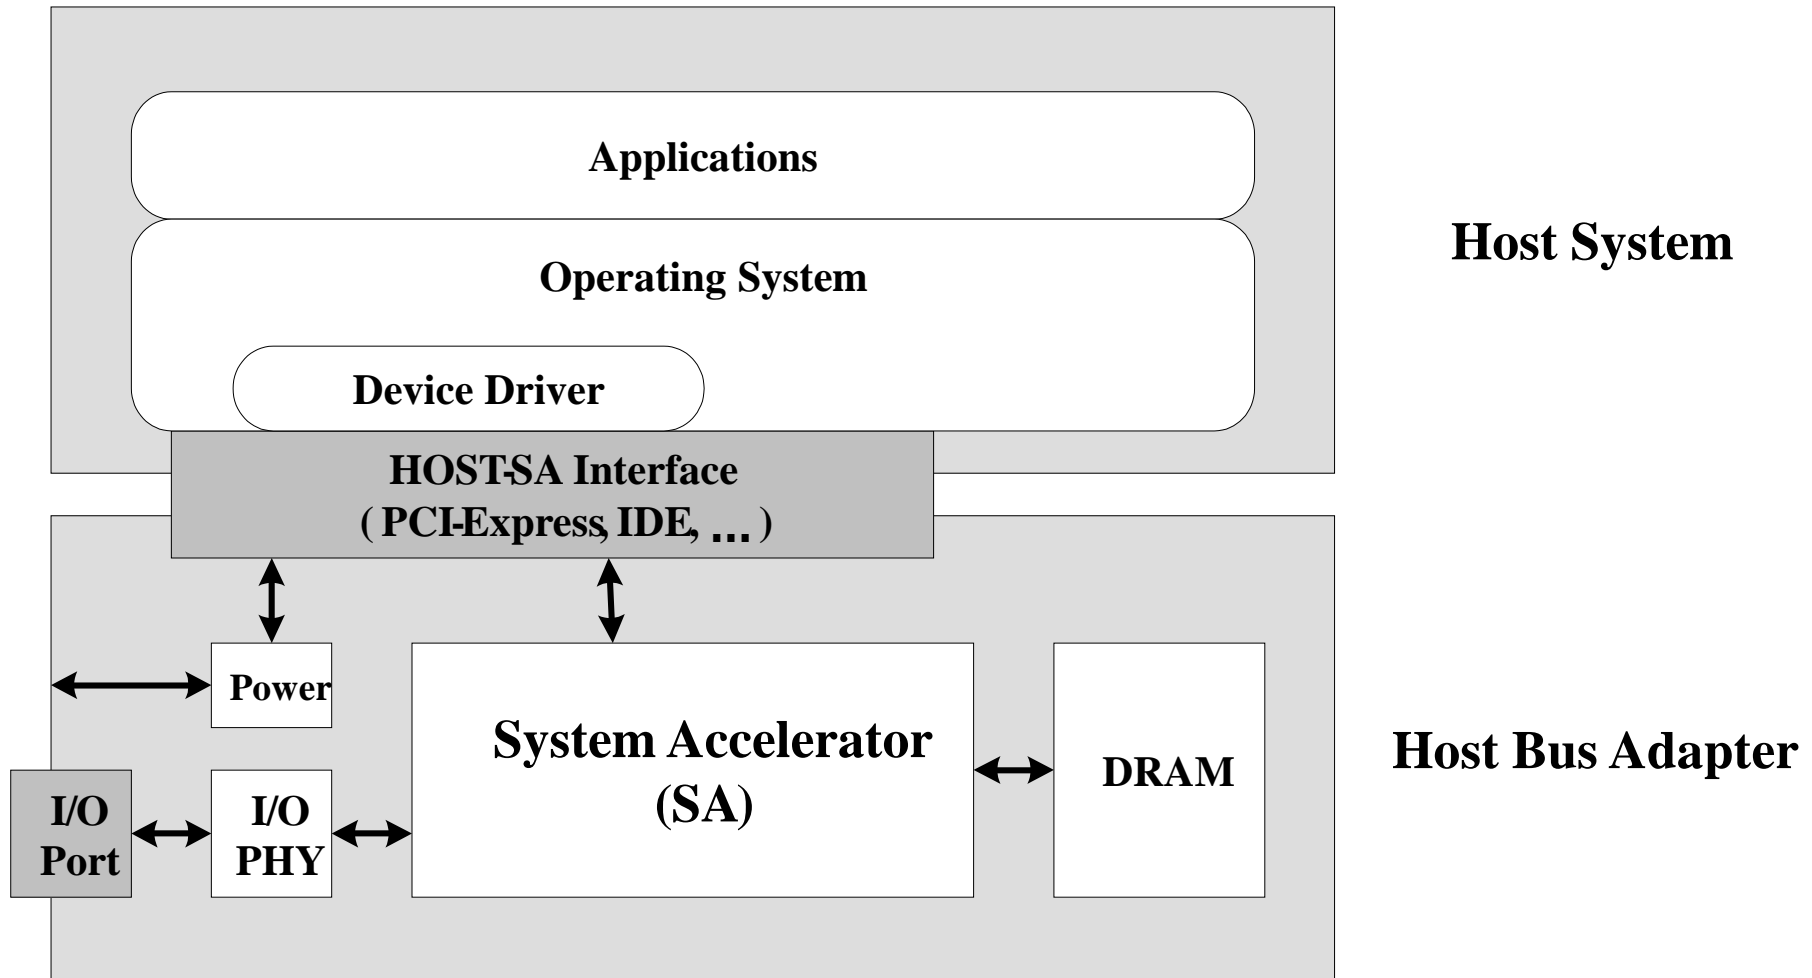 Applications
Host System
Operating System
Device Driver
HOST-SA Interface
( PCI-Express, IDE, ... )
Power
System Accelerator
(SA)
Host Bus Adapter
DRAM
I/O
Port
I/O
PHY